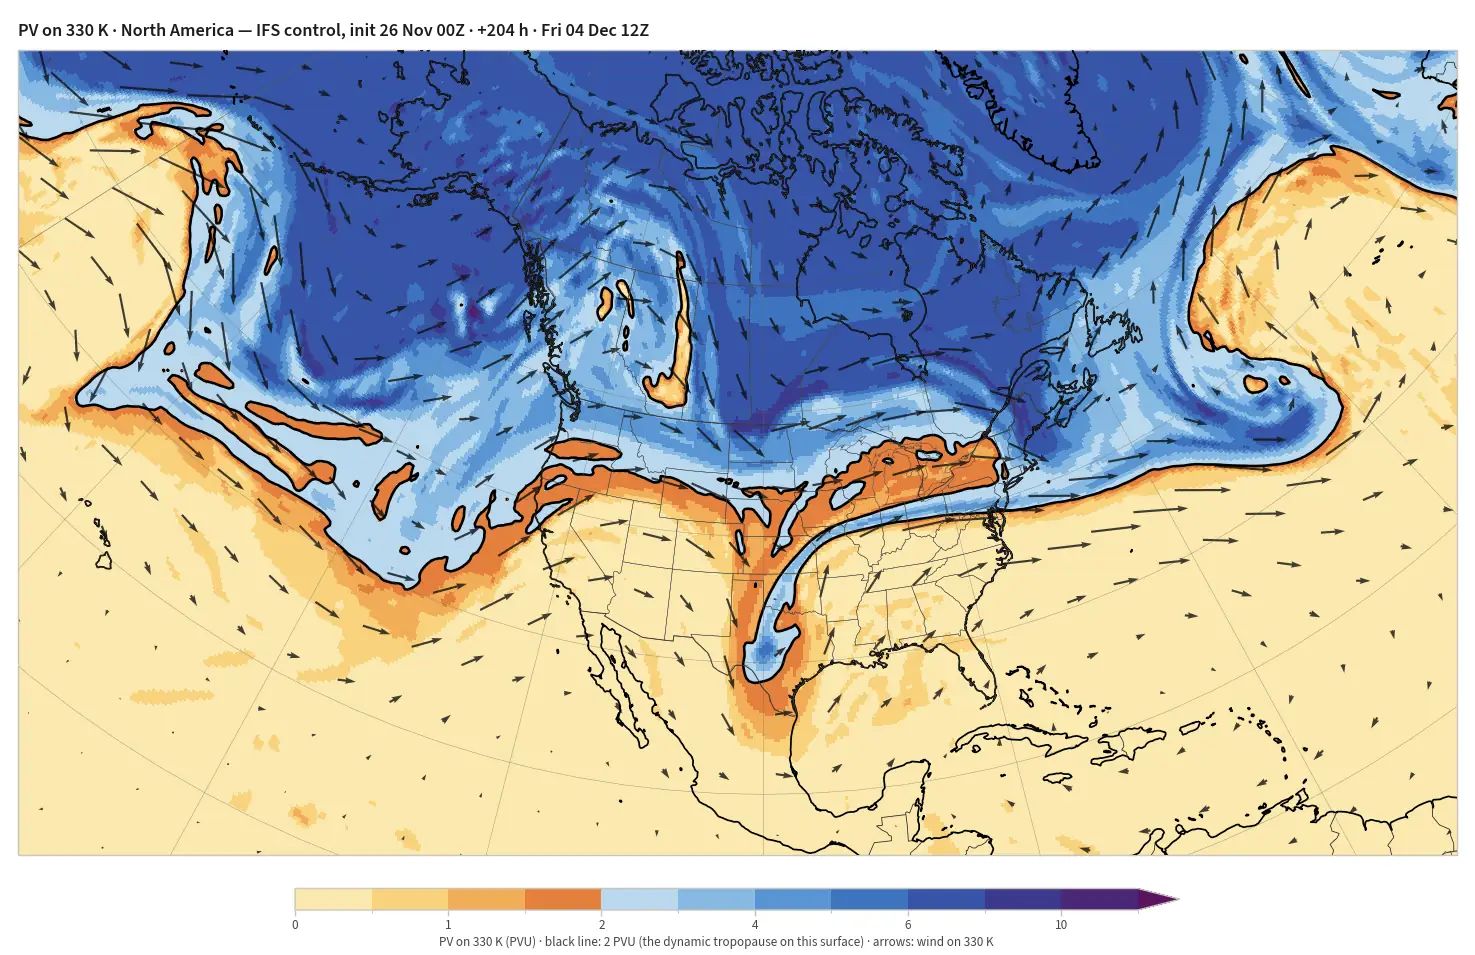 PV on 330 K · North America — IFS control, init 26 Nov 00Z · +204 h · Fri 04 Dec 12Z
0 1 2 4 6 10
PV on 330 K (PVU) · black line: 2 PVU (the dynamic tropopause on this surface) · arrows: wind on 330 K